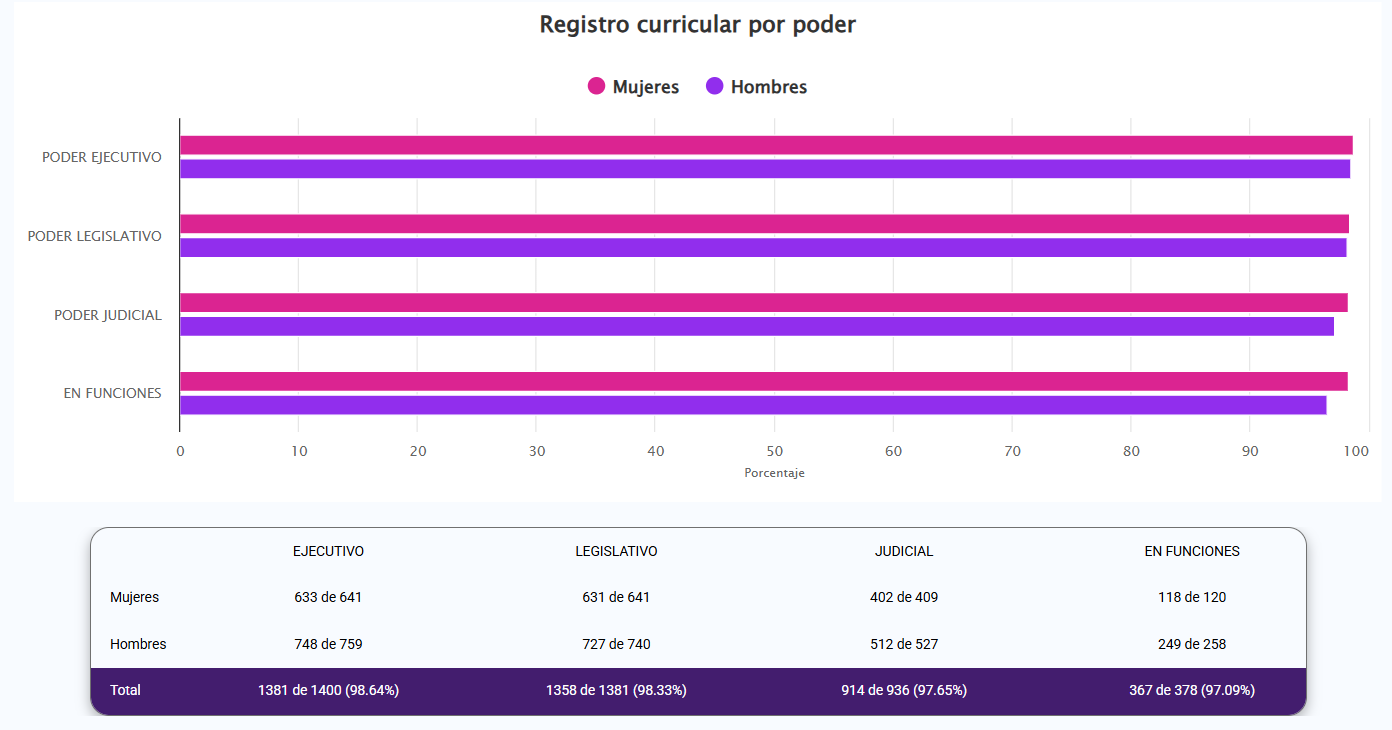 Registro curricular por poder
Mujeres Hombres
PODER EJECUTIVO
PODER LEGISLATIVO
PODER JUDICIAL
EN FUNCIONES
0 10 20 30 40 50 60 70 80 90 100
Porcentaje
EJECUTIVO LEGISLATIVO JUDICIAL EN FUNCIONES
Mujeres 633 de 641 631 de 641 402 de 409 118 de 120
Hombres 748 de 759 727 de 740 512 de 527 249 de 258
Total 1381 de 1400 (98.64%) 1358 de 1381 (98.33%) 914 de 936 (97.65%) 367 de 378 (97.09%)